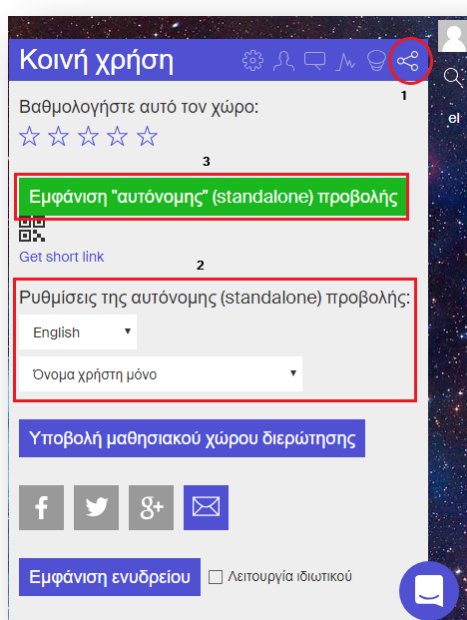 Κοινή χρήση
1
Βαθμολογήστε αυτό τον χώρο:
el
3
Εμφάνιση "αυτόνομης" (standalone) προβολής
Get short link
2
Ρυθμίσεις της αυτόνομης (standalone) προβολής:
English
Όνομα χρήστη μόνο
Υποβολή μαθησιακού χώρου διερώτησης
f g+
Εμφάνιση ενυδρείου Λειτουργία ιδιωτικού